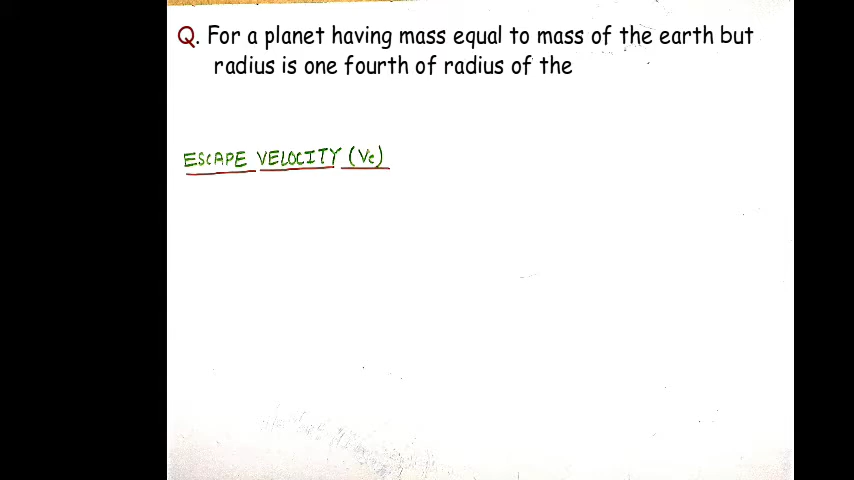 Q. For a planet having mass equal to mass of the earth but
radius is one fourth of radius of the
ESCAPE VELOCITY (Ve)